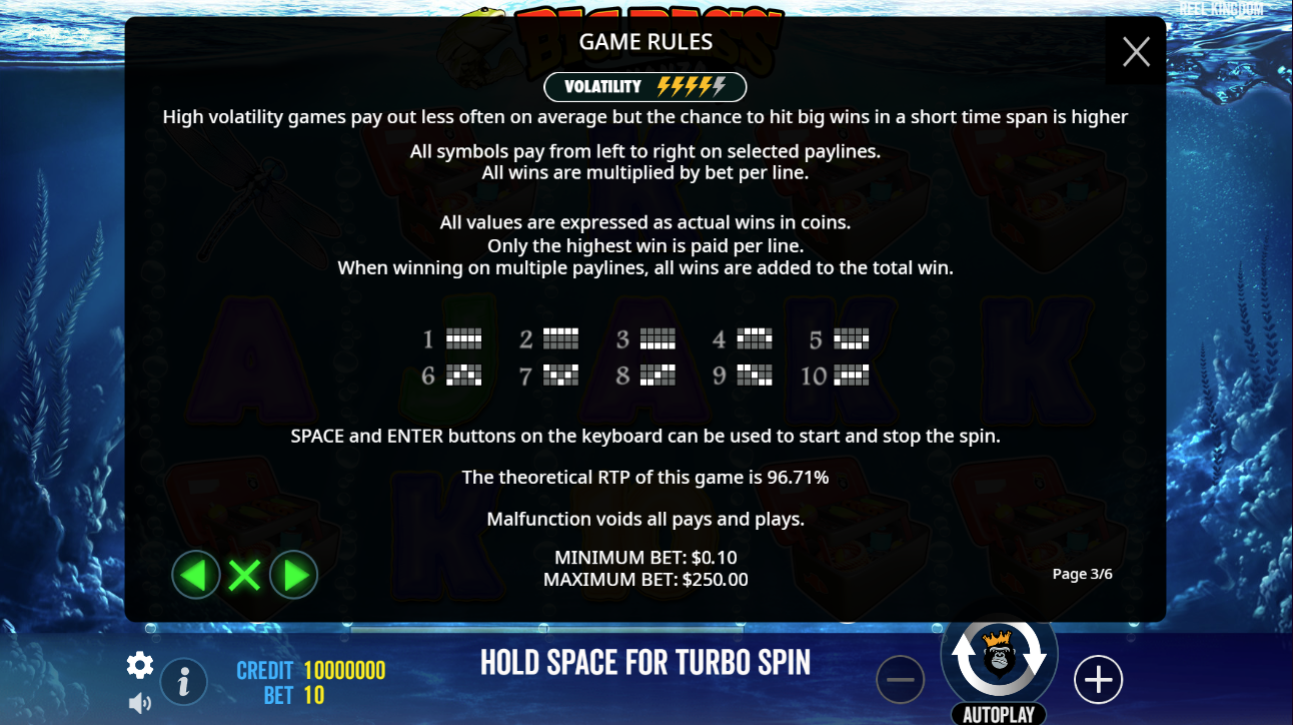 REEL KINGDOM
BIG BASS
BONANZA
GAME RULES
VOLATILITY
High volatility games pay out less often on average but the chance to hit big wins in a short time span is higher
All symbols pay from left to right on selected paylines.
All wins are multiplied by bet per line.
All values are expressed as actual wins in coins.
Only the highest win is paid per line.
When winning on multiple paylines, all wins are added to the total win.
1 2 3 4 5
6 7 8 9 10
SPACE and ENTER buttons on the keyboard can be used to start and stop the spin.
The theoretical RTP of this game is 96.71%
Malfunction voids all pays and plays.
MINIMUM BET: $0.10
MAXIMUM BET: $250.00
Page 3/6
CREDIT 10000000
BET 10
HOLD SPACE FOR TURBO SPIN
AUTOPLAY